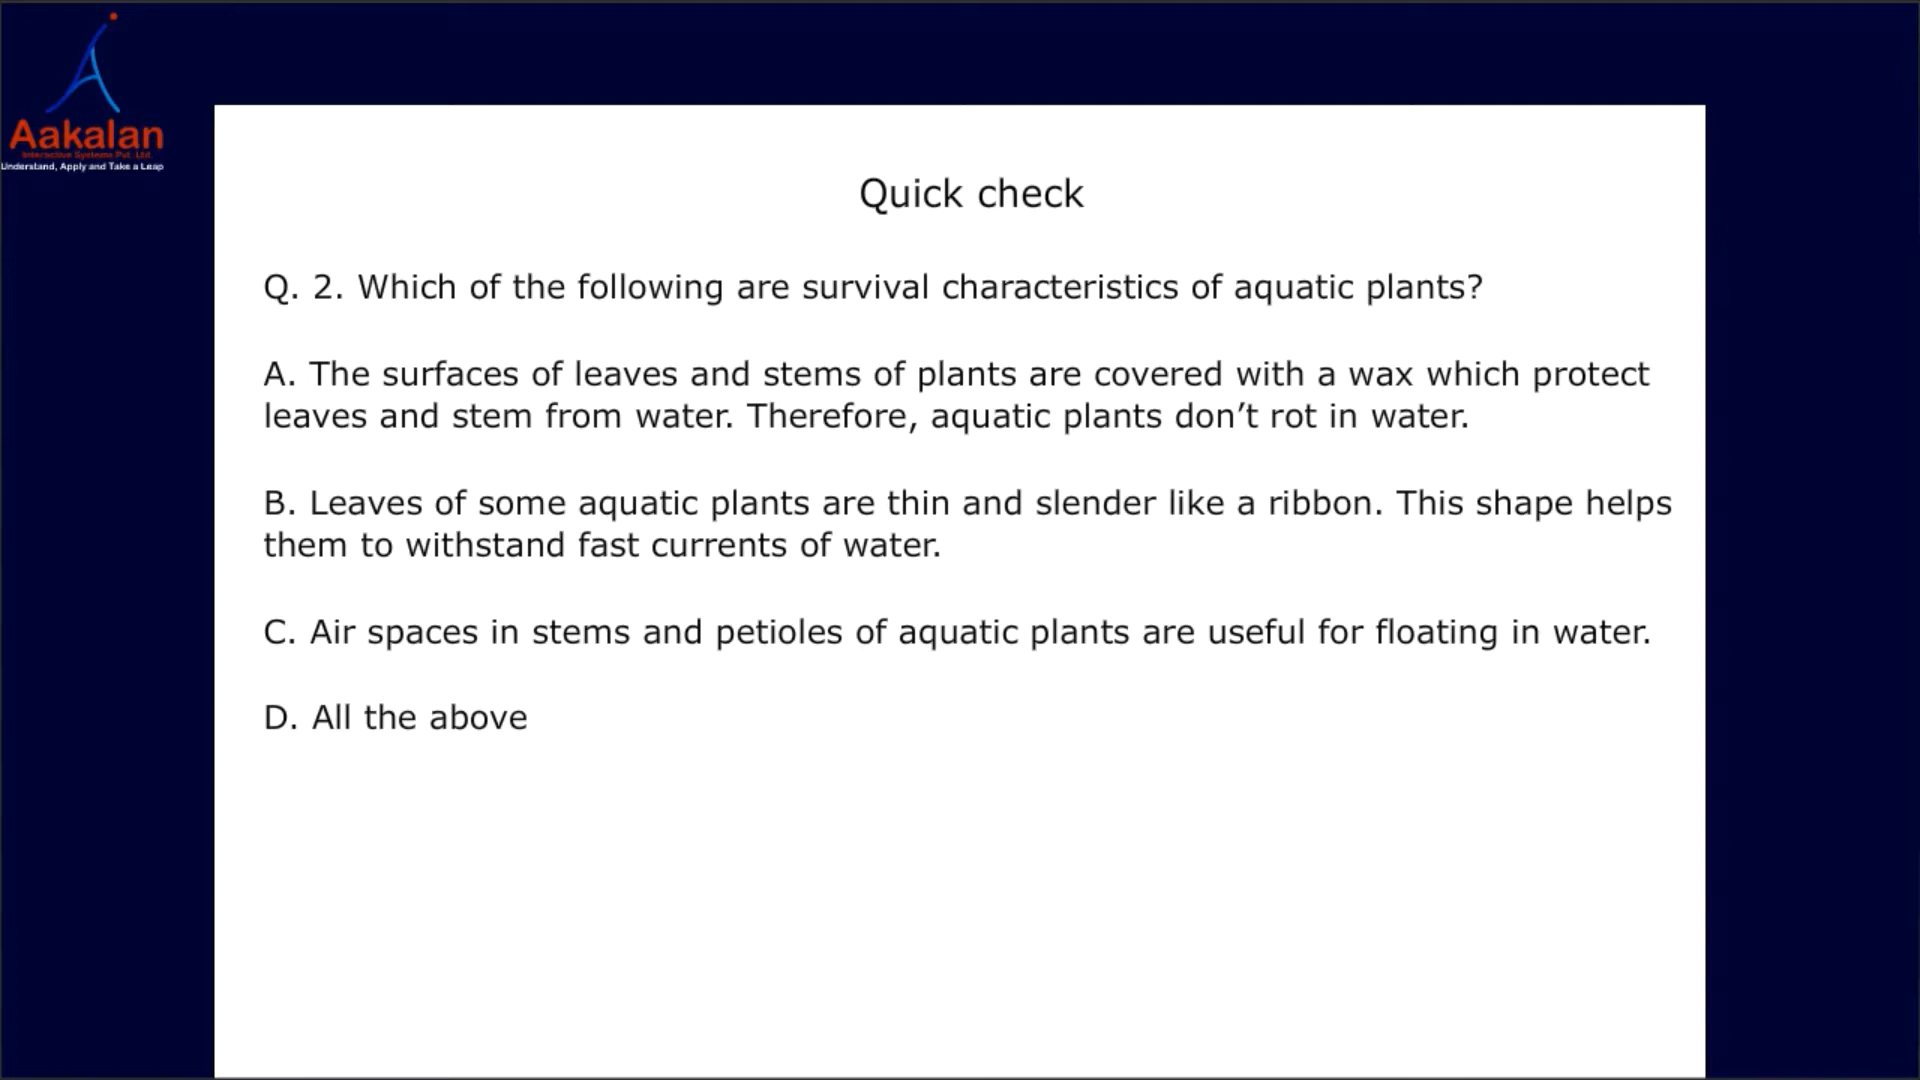 Aakalan
Interactive Systems Pvt. Ltd.
Understand, Apply and Take a Leap
Quick check
Q. 2. Which of the following are survival characteristics of aquatic plants?
A. The surfaces of leaves and stems of plants are covered with a wax which protect
leaves and stem from water. Therefore, aquatic plants don’t rot in water.
B. Leaves of some aquatic plants are thin and slender like a ribbon. This shape helps
them to withstand fast currents of water.
C. Air spaces in stems and petioles of aquatic plants are useful for floating in water.
D. All the above